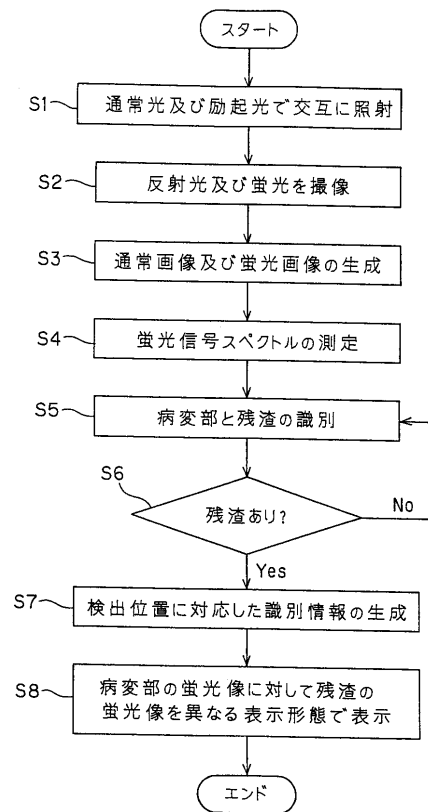 スタート
S1
通常光及び励起光で交互に照射
S2
反射光及び蛍光を撮像
S3
通常画像及び蛍光画像の生成
S4
蛍光信号スペクトルの測定
S5
病変部と残渣の識別
S6
残渣あり?
No
Yes
S7
検出位置に対応した識別情報の生成
S8
病変部の蛍光像に対して残渣の
蛍光像を異なる表示形態で表示
エンド